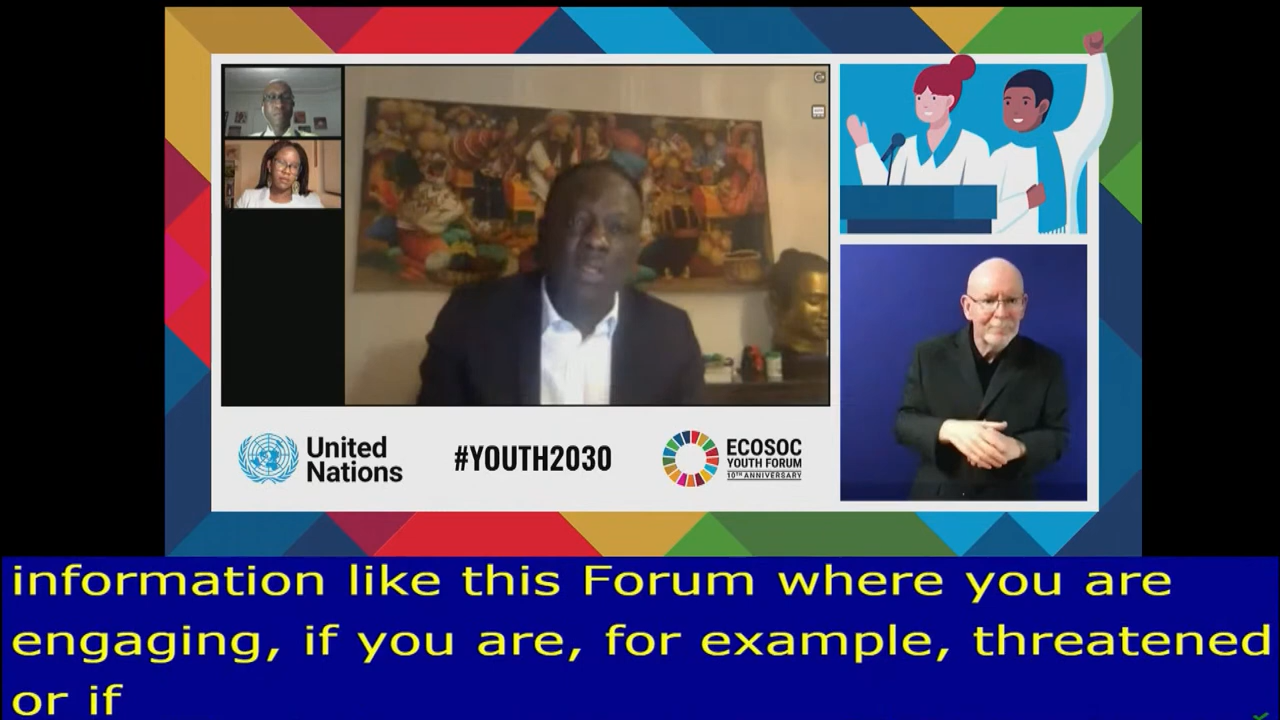 United
Nations
#YOUTH2030
ECOSOC
YOUTH FORUM
10TH ANNIVERSARY
information like this Forum where you are
engaging, if you are, for example, threatened
or if